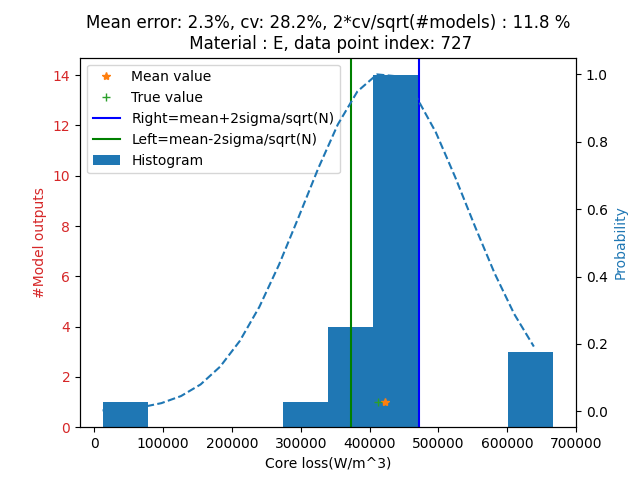 Mean error: 2.3%, cv: 28.2%, 2*cv/sqrt(#models) : 11.8 %
Material : E, data point index: 727
Mean value
True value
Right=mean+2sigma/sqrt(N)
Left=mean-2sigma/sqrt(N)
Histogram
#Model outputs
14
12
10
8
6
4
2
0
1.0
0.8
0.6
0.4
0.2
0.0
Probability
0 100000 200000 300000 400000 500000 600000 700000
Core loss(W/m^3)